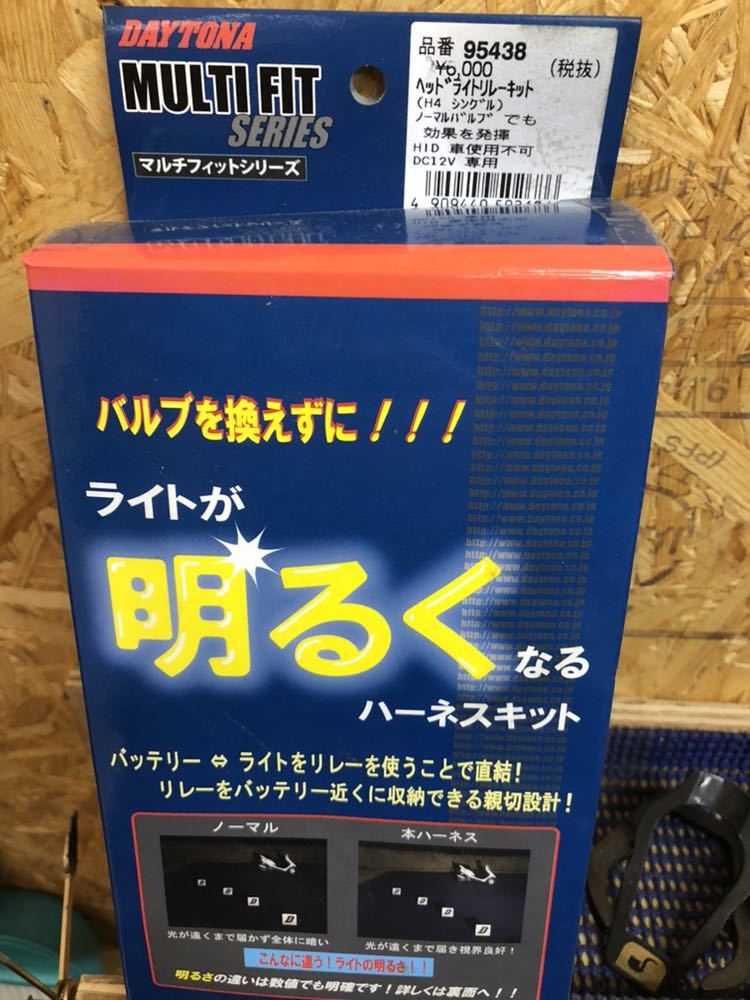 DAYTONA
MULTI FIT
SERIES
マルチフィットシリーズ
品番 95438
¥6,000 (税抜)
ヘッドライトリレーキット
(H4 シングル)
ノーマルバルブ でも
効果を発揮
HID 車使用不可
DC12V 専用
http://www.daytona.co.jp
バルブを換えずに!!!
ライトが
明るく
なる
ハーネスキット
バッテリー ⇔ ライトをリレーを使うことで直結!
リレーをバッテリー近くに収納できる親切設計!
ノーマル
本ハーネス
D D D D
D D D D
光が遠くまで届かず全体に暗い
光が遠くまで届き視界良好!
こんなに違う!ライトの明るさ!!
明るさの違いは数値でも明確です!詳しくは裏面へ!!